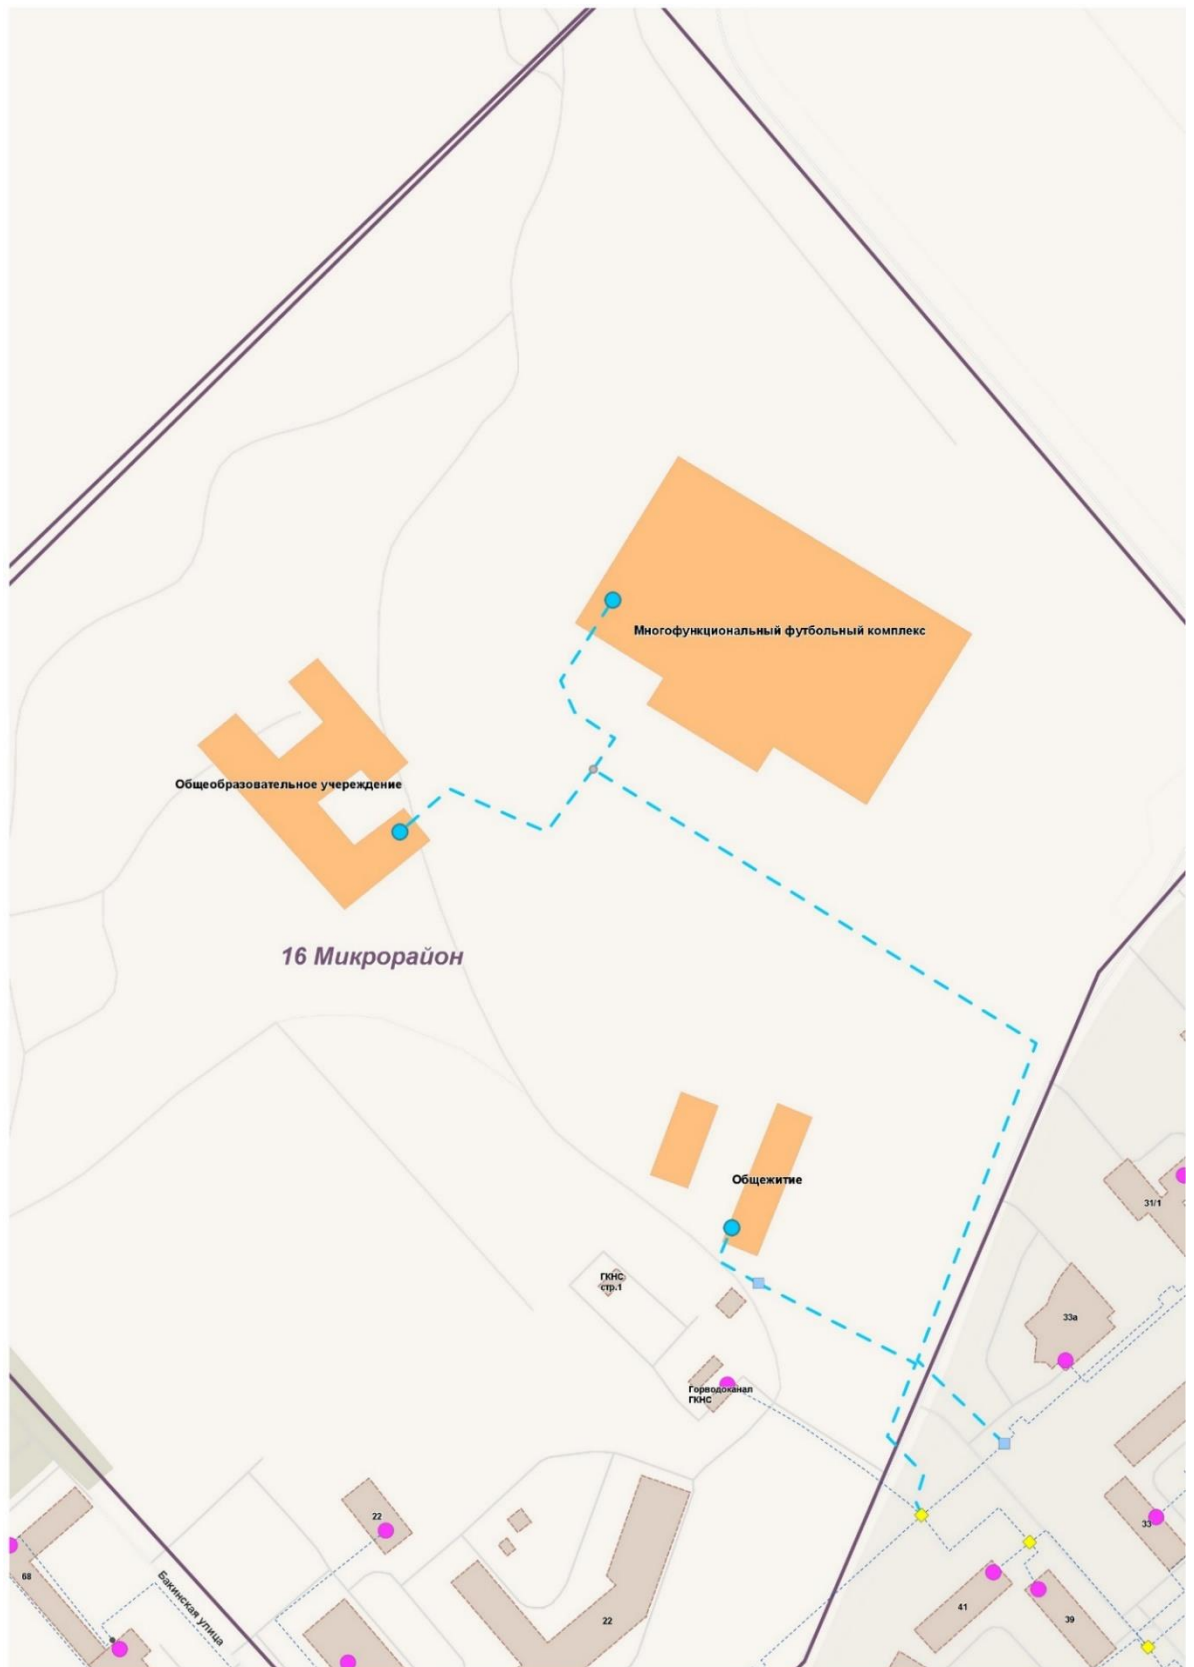 Многофункциональный футбольный комплекс
Общеобразовательное учереждение
16 Микрорайон
Общежитие
31/1
ГКНС
стр.1
33а
Горводоканал
ГКНС
22
33
68
Бакинская улица
41
39
22